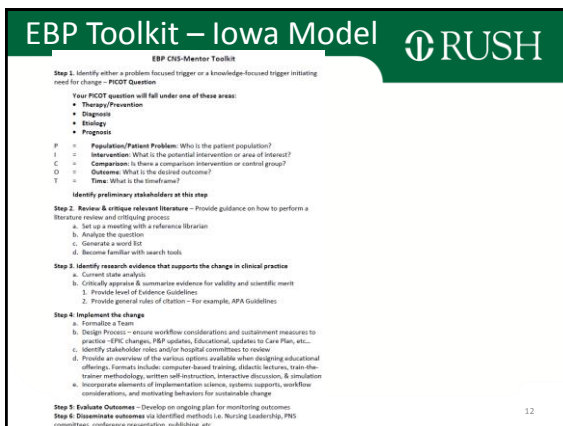 EBP Toolkit – Iowa Model
RUSH
EBP CNS-Mentor Toolkit
Step 1. Identify either a problem focused trigger or a knowledge-focused trigger initiating
need for change – PICOT Question
Your PICOT question will fall under one of these areas:
• Therapy/Prevention
• Diagnosis
• Etiology
• Prognosis
P = Population/Patient Problem: Who is the patient population?
I = Intervention: What is the potential intervention or area of interest?
C = Comparison: Is there a comparison intervention or control group?
O = Outcome: What is the desired outcome?
T = Time: What is the timeframe?
Identify preliminary stakeholders at this step
Step 2. Review & critique relevant literature – Provide guidance on how to perform a
literature review and critiquing process
a. Set up a meeting with a reference librarian
b. Analyze the question
c. Generate a word list
d. Become familiar with search tools
Step 3. Identify research evidence that supports the change in clinical practice
a. Current state analysis
b. Critically appraise & summarize evidence for validity and scientific merit
1. Provide level of Evidence Guidelines
2. Provide general rules of citation – For example, APA Guidelines
Step 4: Implement the change
a. Formalize a Team
b. Design Process – ensure workflow considerations and sustainment measures to
practice –EPIC changes, P&P updates, Educational, updates to Care Plan, etc...
c. Identify stakeholder roles and/or hospital committees to review
d. Provide an overview of the various options available when designing educational
offerings. Formats include: computer-based training, didactic lectures, train-the-
trainer methodology, written self-instruction, interactive discussion, & simulation
e. Incorporate elements of implementation science, systems supports, workflow
considerations, and motivating behaviors for sustainable change
Step 5: Evaluate Outcomes – Develop on ongoing plan for monitoring outcomes
Step 6: Disseminate outcomes via identified methods i.e. Nursing Leadership, PNS
committees, conference presentation, publishing, etc
12